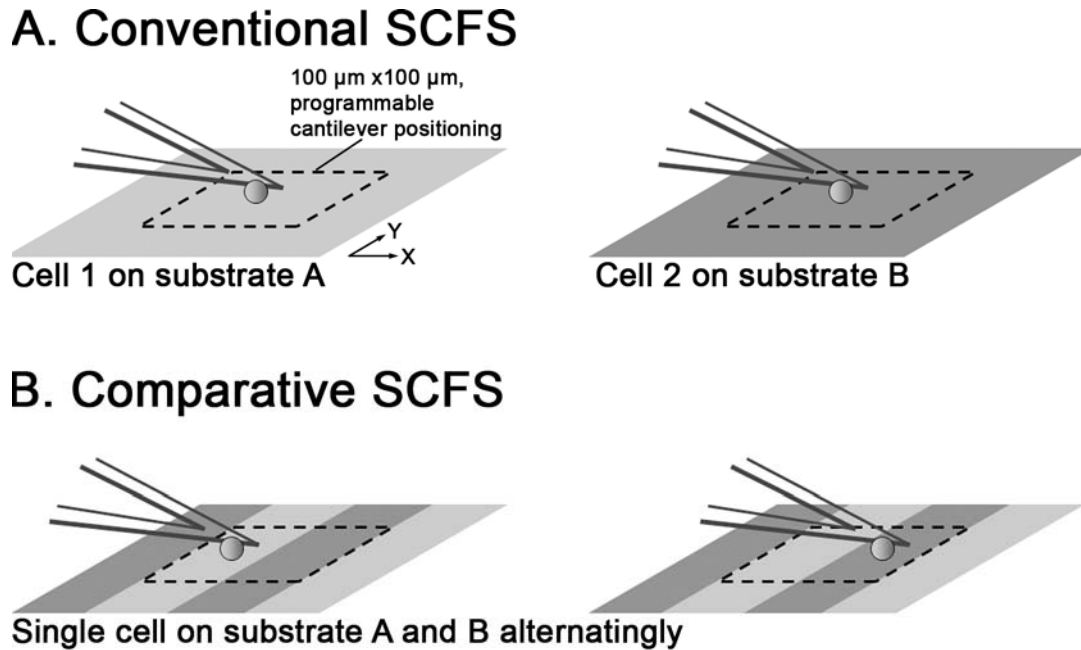 A. Conventional SCFS
100 µm x100 µm,
programmable
cantilever positioning
Y
X
Cell 1 on substrate A
Cell 2 on substrate B
B. Comparative SCFS
Single cell on substrate A and B alternatingly